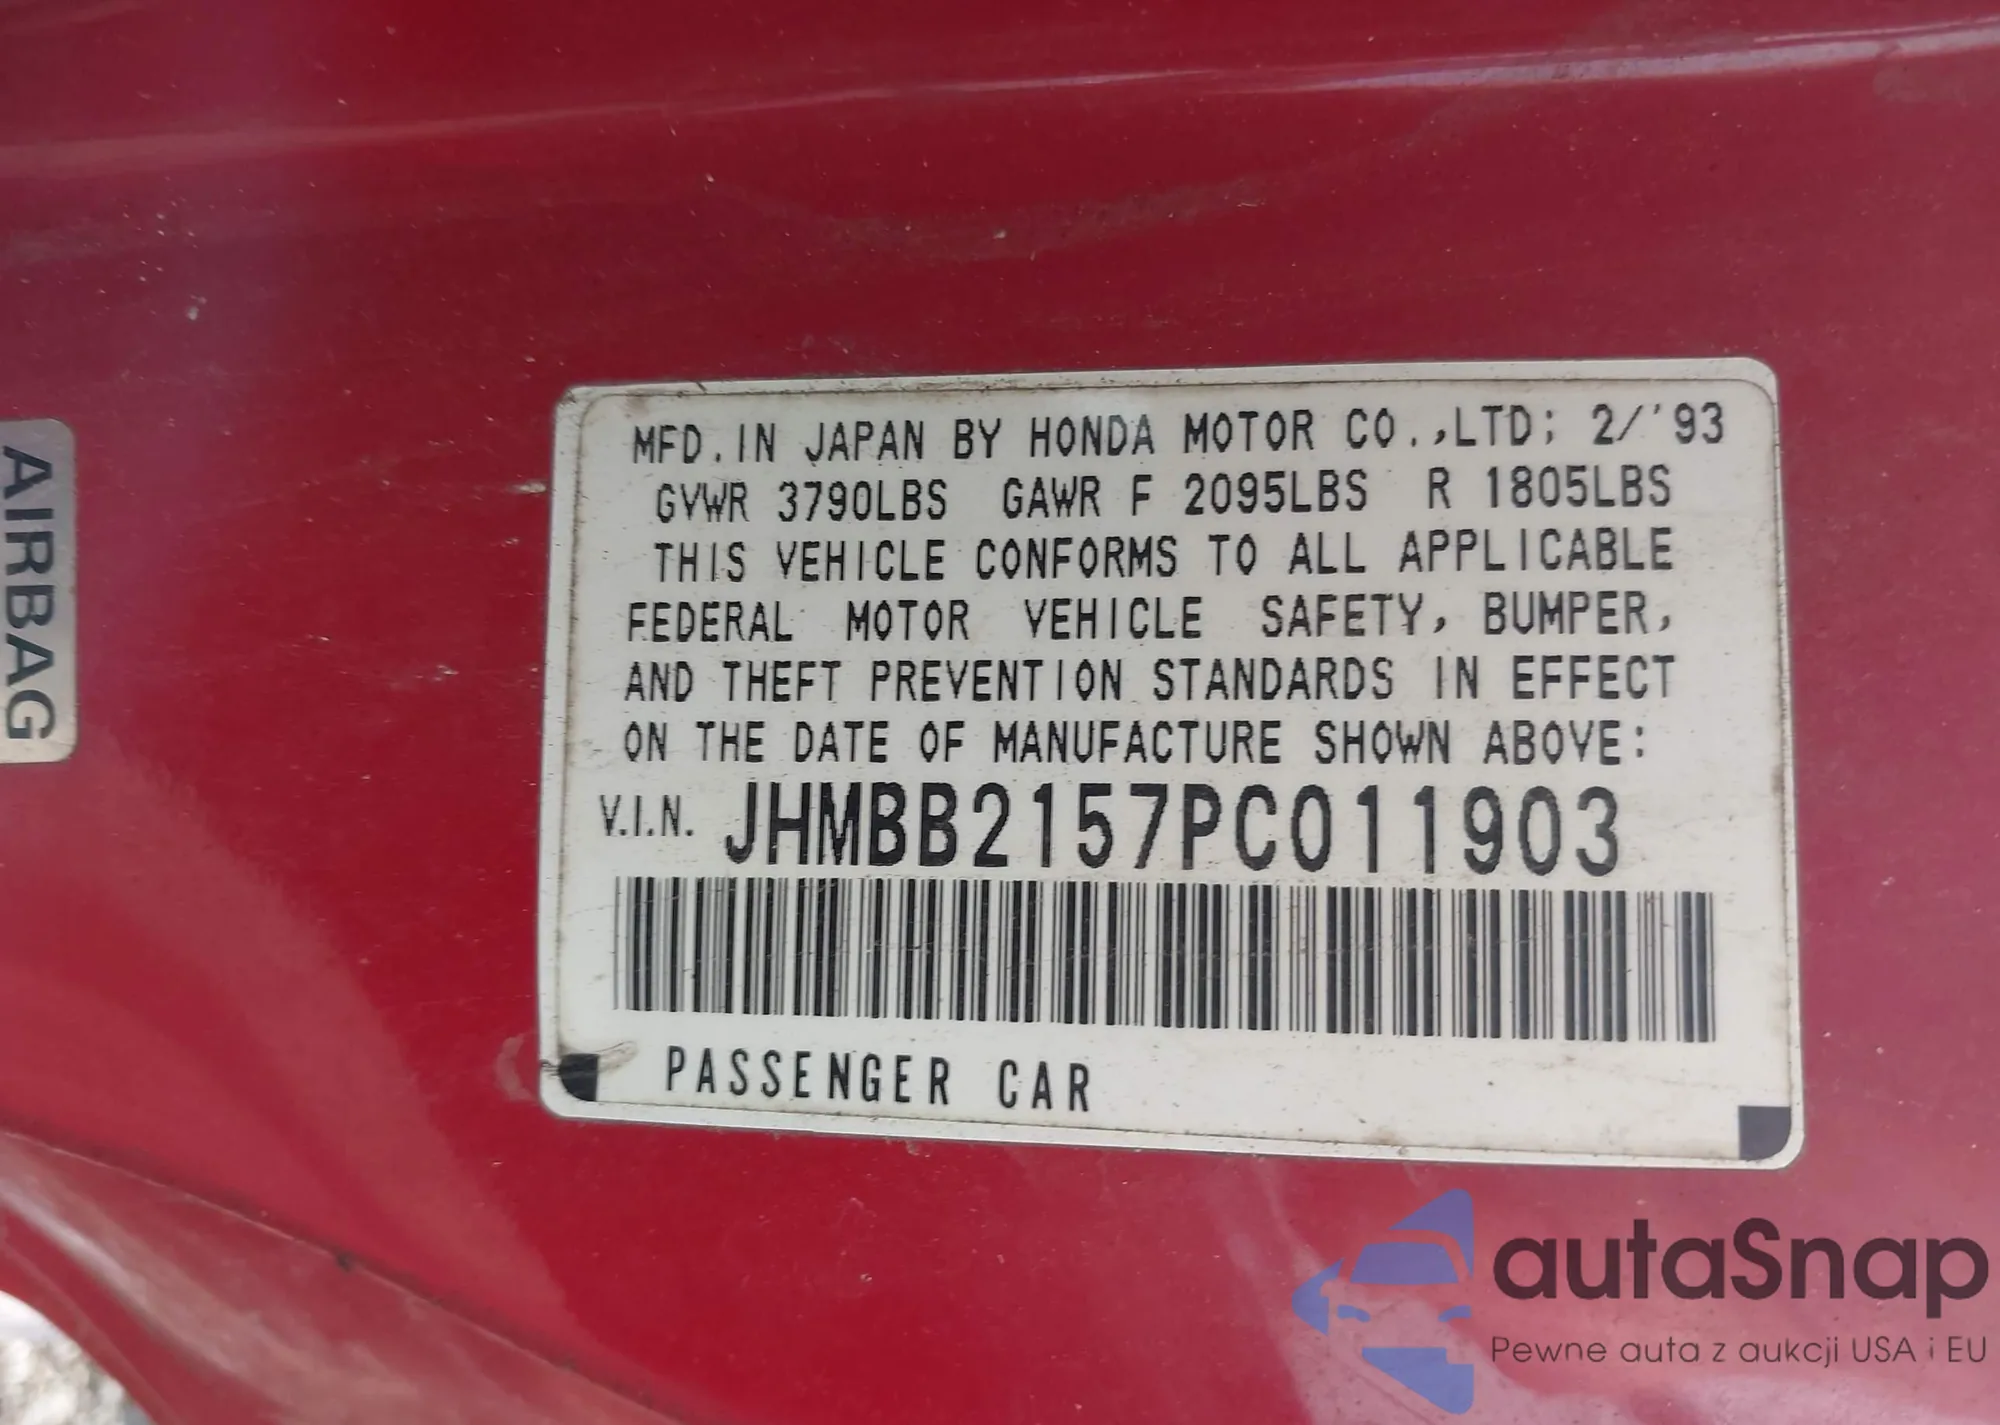 AIRBAG
MFD. IN JAPAN BY HONDA MOTOR CO.,LTD; 2/'93
GVWR 3790LBS GAWR F 2095LBS R 1805LBS
THIS VEHICLE CONFORMS TO ALL APPLICABLE
FEDERAL MOTOR VEHICLE SAFETY, BUMPER,
AND THEFT PREVENTION STANDARDS IN EFFECT
ON THE DATE OF MANUFACTURE SHOWN ABOVE:
V.I.N. JHMBB2157PC011903
PASSENGER CAR
autaSnap
Pewne auta z aukcji USA i EU